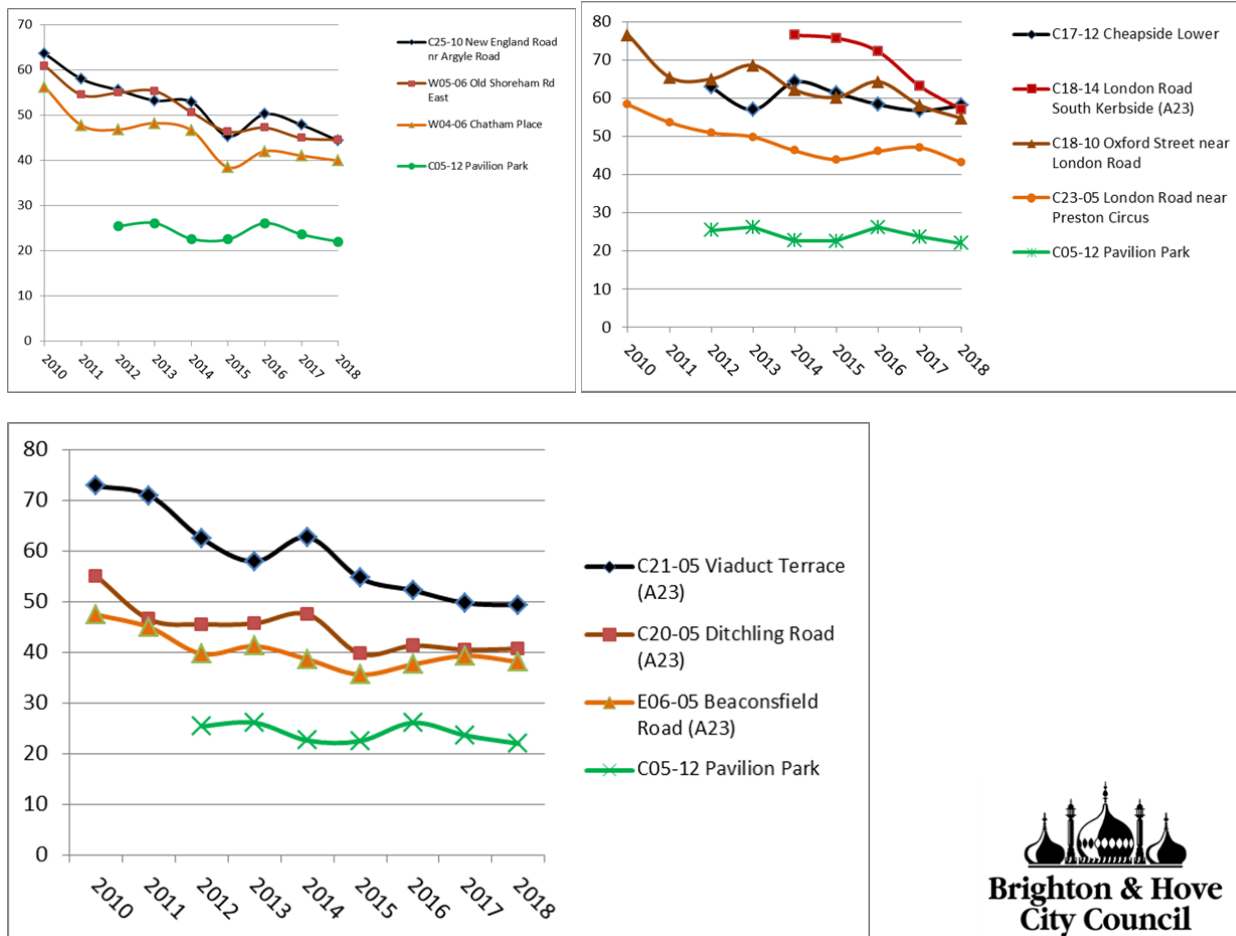 70
60
50
40
30
20
10
0
2010
2011
2012
2013
2014
2015
2016
2017
2018
C25-10 New England Road
nr Argyle Road
W05-06 Old Shoreham Rd
East
W04-06 Chatham Place
C05-12 Pavilion Park
80
70
60
50
40
30
20
10
0
2010
2011
2012
2013
2014
2015
2016
2017
2018
C17-12 Cheapside Lower
C18-14 London Road
South Kerbside (A23)
C18-10 Oxford Street near
London Road
C23-05 London Road near
Preston Circus
C05-12 Pavilion Park
80
70
60
50
40
30
20
10
0
2010
2011
2012
2013
2014
2015
2016
2017
2018
C21-05 Viaduct Terrace
(A23)
C20-05 Ditchling Road
(A23)
E06-05 Beaconsfield
Road (A23)
C05-12 Pavilion Park
Brighton & Hove
City Council